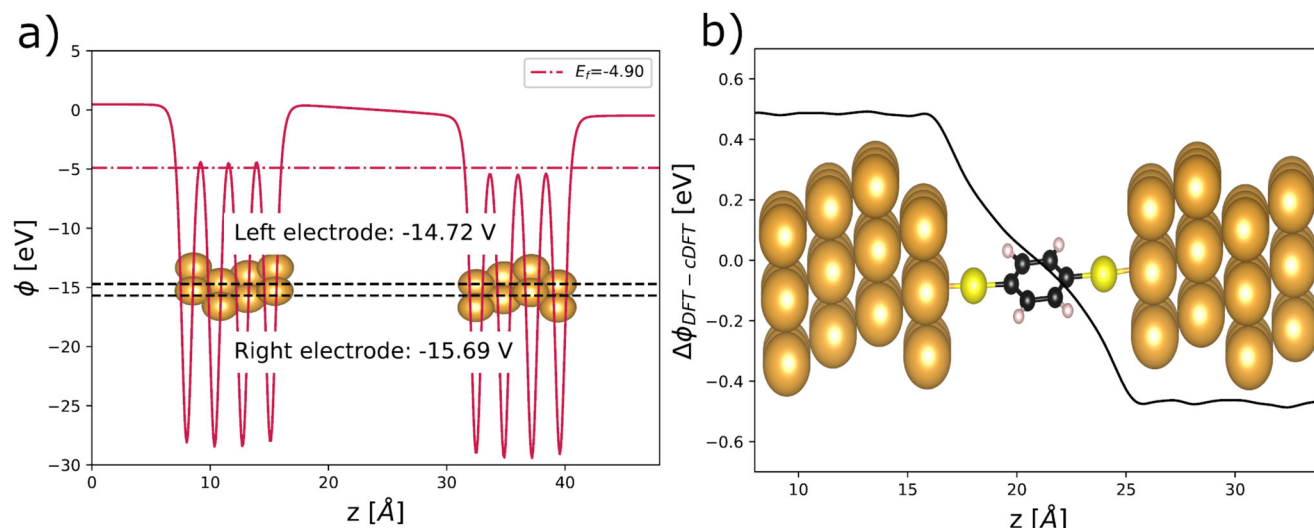 a)
5
0
−5
−10
−15
−20
−25
−30
ϕ [eV]
E_f=-4.90
Left electrode: -14.72 V
Right electrode: -15.69 V
0
10
20
30
40
z [Å]
b)
0.6
0.4
0.2
0.0
−0.2
−0.4
−0.6
Δϕ_{DFT−cDFT} [eV]
10
15
20
25
30
z [Å]